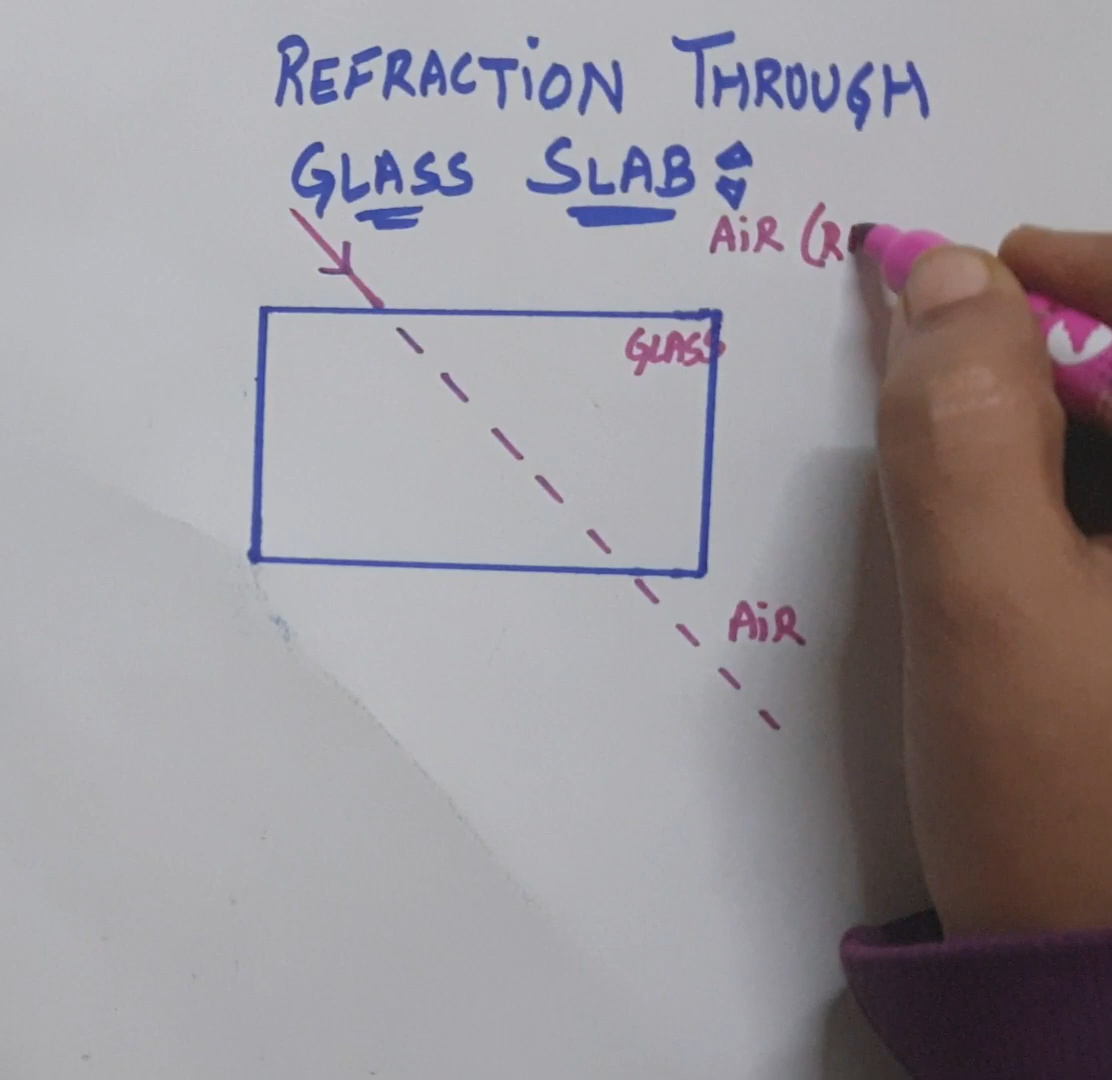 REFRACTiON THROUGH
GLASS SLAB:
AiR (R
GLASS
AiR